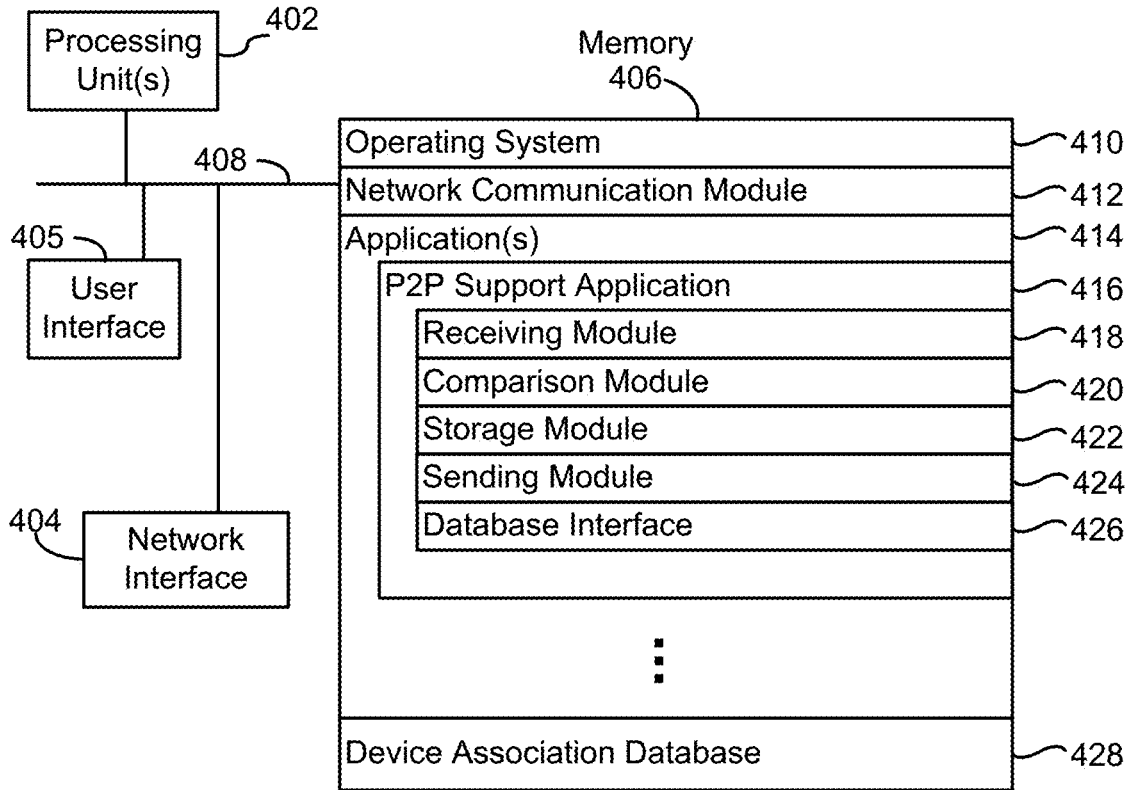 Processing
Unit(s)
402
Memory
406
Operating System
410
408
Network Communication Module
412
Application(s)
414
405
User
Interface
P2P Support Application
416
Receiving Module
418
Comparison Module
420
Storage Module
422
Sending Module
424
404
Network
Interface
Database Interface
426
Device Association Database
428